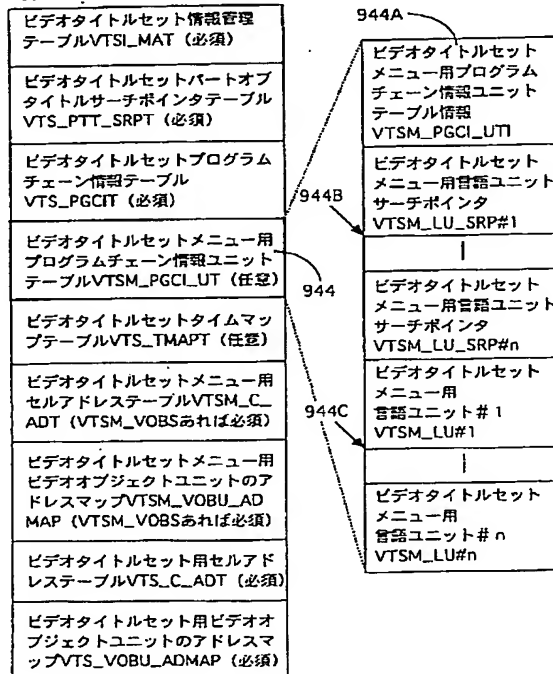 ビデオタイトルセット情報管理
テーブルVTSI_MAT（必須）
ビデオタイトルセットパートオブ
タイトルサーチポインタテーブル
VTS_PTT_SRPT（必須）
ビデオタイトルセットプログラム
チェーン情報テーブル
VTS_PGCIT（必須）
ビデオタイトルセットメニュー用
プログラムチェーン情報ユニット
テーブルVTSM_PGCI_UT（任意）
ビデオタイトルセットタイムマッ
プテーブルVTS_TMAPT（任意）
ビデオタイトルセットメニュー用
セルアドレステーブルVTSM_C_
ADT（VTSM_VOBSあれば必須）
ビデオタイトルセットメニュー用
ビデオオブジェクトユニットのア
ドレスマップVTSM_VOBU_AD
MAP（VTSM_VOBSあれば必須）
ビデオタイトルセット用セルアド
レステーブルVTS_C_ADT（必須）
ビデオタイトルセット用ビデオオ
ブジェクトユニットのアドレスマ
ップVTS_VOBU_ADMAP（必須）
944
944A
ビデオタイトルセット
メニュー用プログラム
チェーン情報ユニット
テーブル情報
VTSM_PGCI_UTI
944B
ビデオタイトルセット
メニュー用言語ユニット
サーチポインタ
VTSM_LU_SRP#1
ビデオタイトルセット
メニュー用言語ユニット
サーチポインタ
VTSM_LU_SRP#n
944C
ビデオタイトルセット
メニュー用
言語ユニット＃1
VTSM_LU#1
ビデオタイトルセット
メニュー用
言語ユニット＃n
VTSM_LU#n